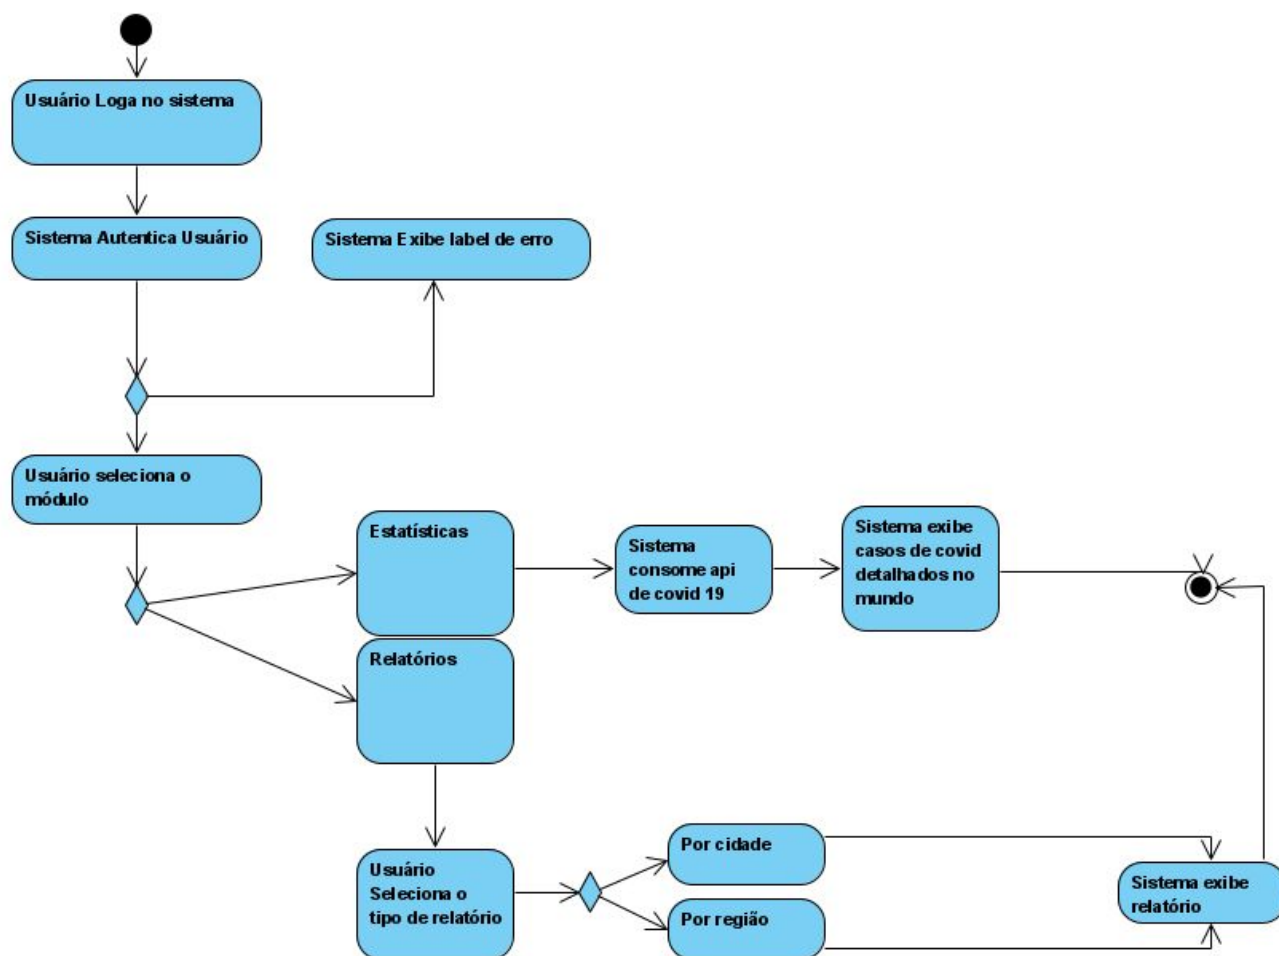 Usuário Loga no sistema
Sistema Autentica Usuário
Sistema Exibe label de erro
Usuário seleciona o
módulo
Estatísticas
Sistema
consome api
de covid 19
Sistema exibe
casos de covid
detalhados no
mundo
Relatórios
Usuário
Seleciona o
tipo de relatório
Por cidade
Por região
Sistema exibe
relatório